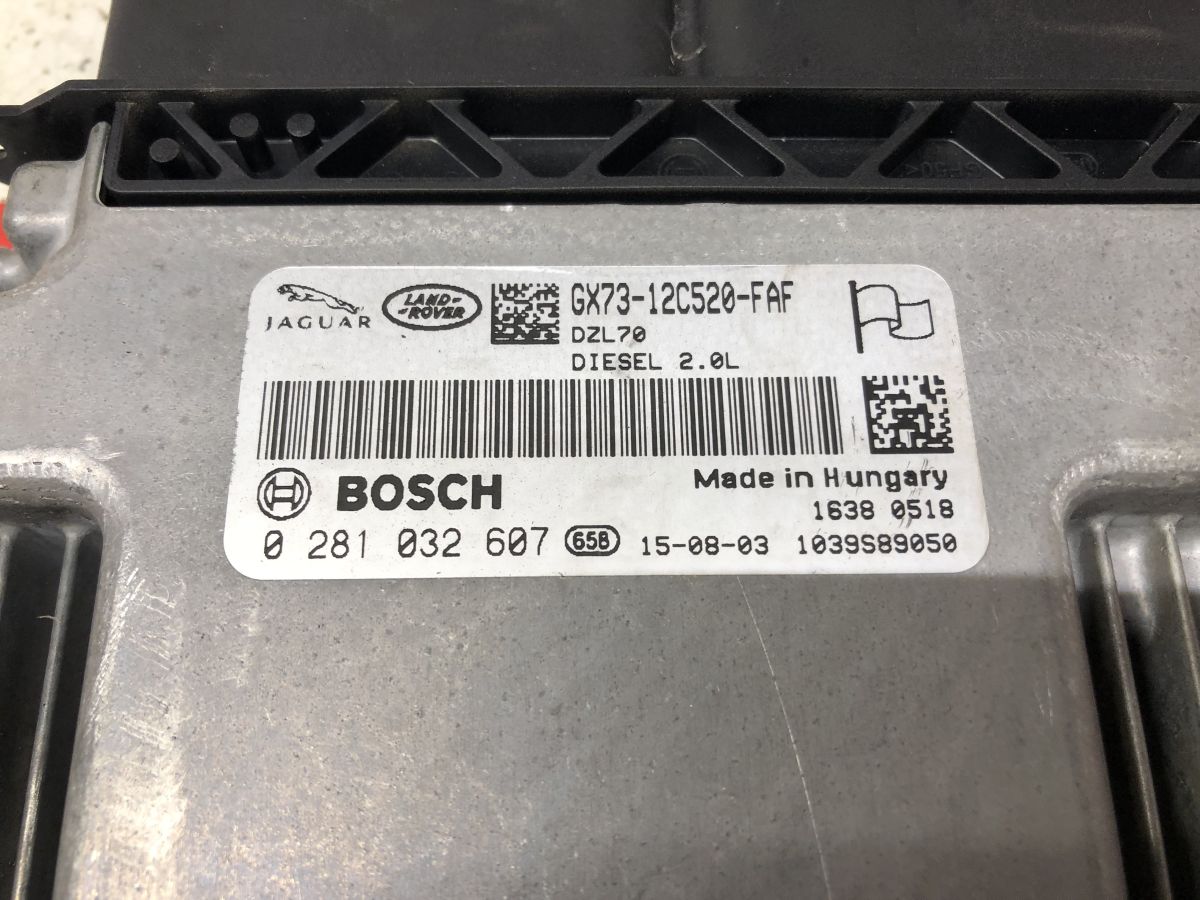 JAGUAR
LAND-
-ROVER
GX73-12C520-FAF
DZL70
DIESEL 2.0L
BOSCH
Made in Hungary
1638 0518
0 281 032 607 65B 15-08-03 1039S89050